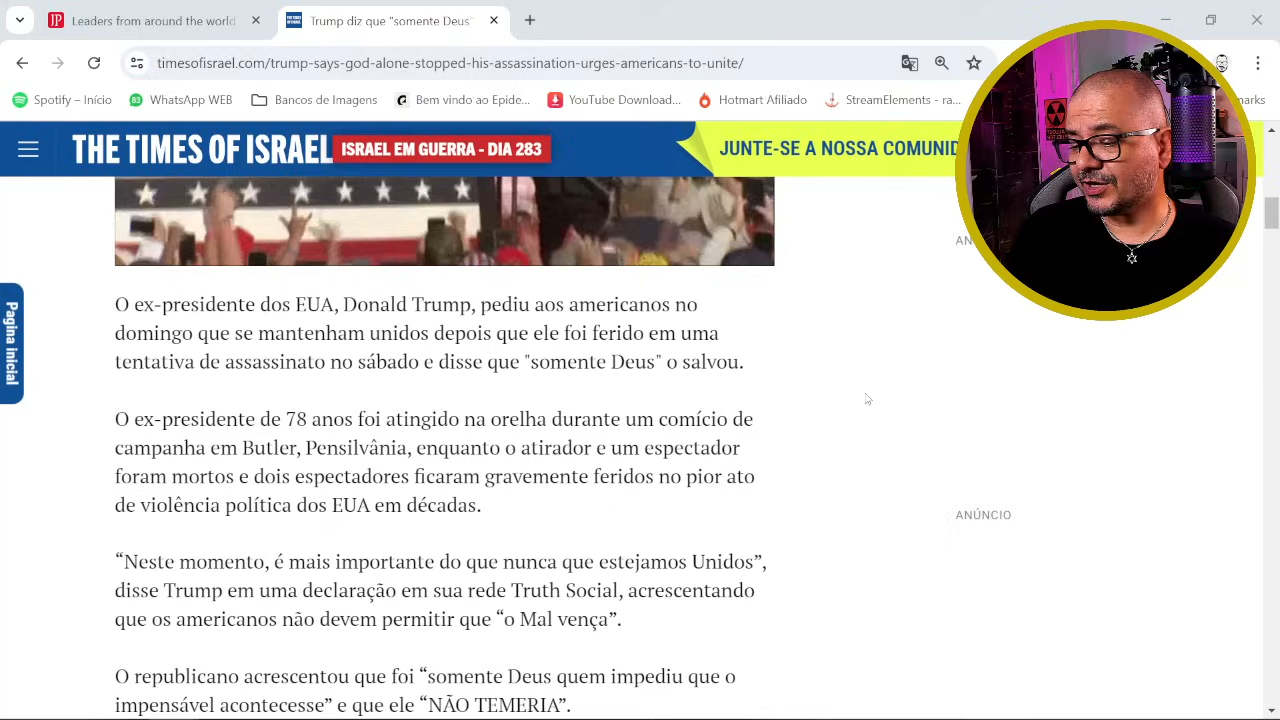 Leaders from around the world
Trump diz que "somente Deus"
timesofisrael.com/trump-says-god-alone-stopped-his-assassination-urges-americans-to-unite/
Spotify – Início
WhatsApp WEB
Bancos de Imagens
Bem vindo ao Epide...
YouTube Download...
Hotmart Afiliado
StreamElements - ra...
THE TIMES OF ISRAEL
ISRAEL EM GUERRA - DIA 283
JUNTE-SE A NOSSA COMUNID
Pagina inicial
O ex-presidente dos EUA, Donald Trump, pediu aos americanos no
domingo que se mantenham unidos depois que ele foi ferido em uma
tentativa de assassinato no sábado e disse que "somente Deus" o salvou.
O ex-presidente de 78 anos foi atingido na orelha durante um comício de
campanha em Butler, Pensilvânia, enquanto o atirador e um espectador
foram mortos e dois espectadores ficaram gravemente feridos no pior ato
de violência política dos EUA em décadas.
ANÚNCIO
“Neste momento, é mais importante do que nunca que estejamos Unidos”,
disse Trump em uma declaração em sua rede Truth Social, acrescentando
que os americanos não devem permitir que “o Mal vença”.
O republicano acrescentou que foi “somente Deus quem impediu que o
impensável acontecesse” e que ele “NÃO TEMERIA”.